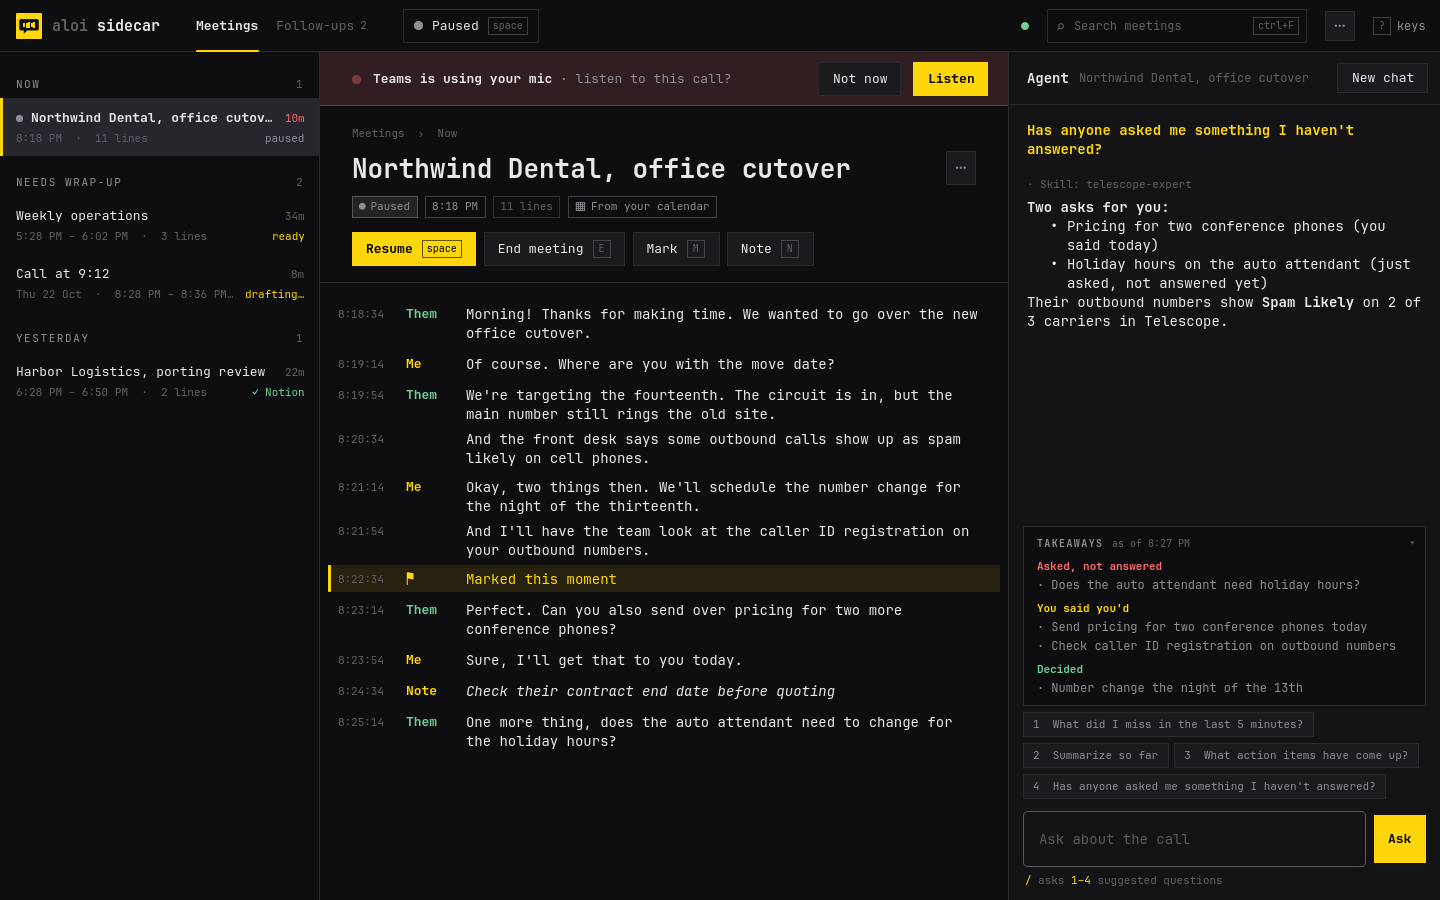 aloi sidecar
Meetings
Follow-ups 2
Paused space
Search meetings ctrl+F
? keys
NOW 1
Northwind Dental, office cutov… 10m
8:18 PM · 11 lines paused
NEEDS WRAP-UP 2
Weekly operations 34m
5:28 PM – 6:02 PM · 3 lines ready
Call at 9:12 8m
Thu 22 Oct · 8:28 PM – 8:36 PM… drafting…
YESTERDAY 1
Harbor Logistics, porting review 22m
6:28 PM – 6:50 PM · 2 lines ✓ Notion
Teams is using your mic · listen to this call?
Not now
Listen
Meetings › Now
Northwind Dental, office cutover
Paused
8:18 PM
11 lines
From your calendar
Resume space
End meeting E
Mark M
Note N
8:18:34 Them Morning! Thanks for making time. We wanted to go over the new
office cutover.
8:19:14 Me Of course. Where are you with the move date?
8:19:54 Them We're targeting the fourteenth. The circuit is in, but the
main number still rings the old site.
8:20:34 And the front desk says some outbound calls show up as spam
likely on cell phones.
8:21:14 Me Okay, two things then. We'll schedule the number change for
the night of the thirteenth.
8:21:54 And I'll have the team look at the caller ID registration on
your outbound numbers.
8:22:34 Marked this moment
8:23:14 Them Perfect. Can you also send over pricing for two more
conference phones?
8:23:54 Me Sure, I'll get that to you today.
8:24:34 Note Check their contract end date before quoting
8:25:14 Them One more thing, does the auto attendant need to change for
the holiday hours?
Agent Northwind Dental, office cutover
New chat
Has anyone asked me something I haven't
answered?
· Skill: telescope-expert
Two asks for you:
• Pricing for two conference phones (you
said today)
• Holiday hours on the auto attendant (just
asked, not answered yet)
Their outbound numbers show Spam Likely on 2 of
3 carriers in Telescope.
TAKEAWAYS as of 8:27 PM
Asked, not answered
· Does the auto attendant need holiday hours?
You said you'd
· Send pricing for two conference phones today
· Check caller ID registration on outbound numbers
Decided
· Number change the night of the 13th
1 What did I miss in the last 5 minutes?
2 Summarize so far
3 What action items have come up?
4 Has anyone asked me something I haven't answered?
Ask about the call
Ask
/ asks 1–4 suggested questions